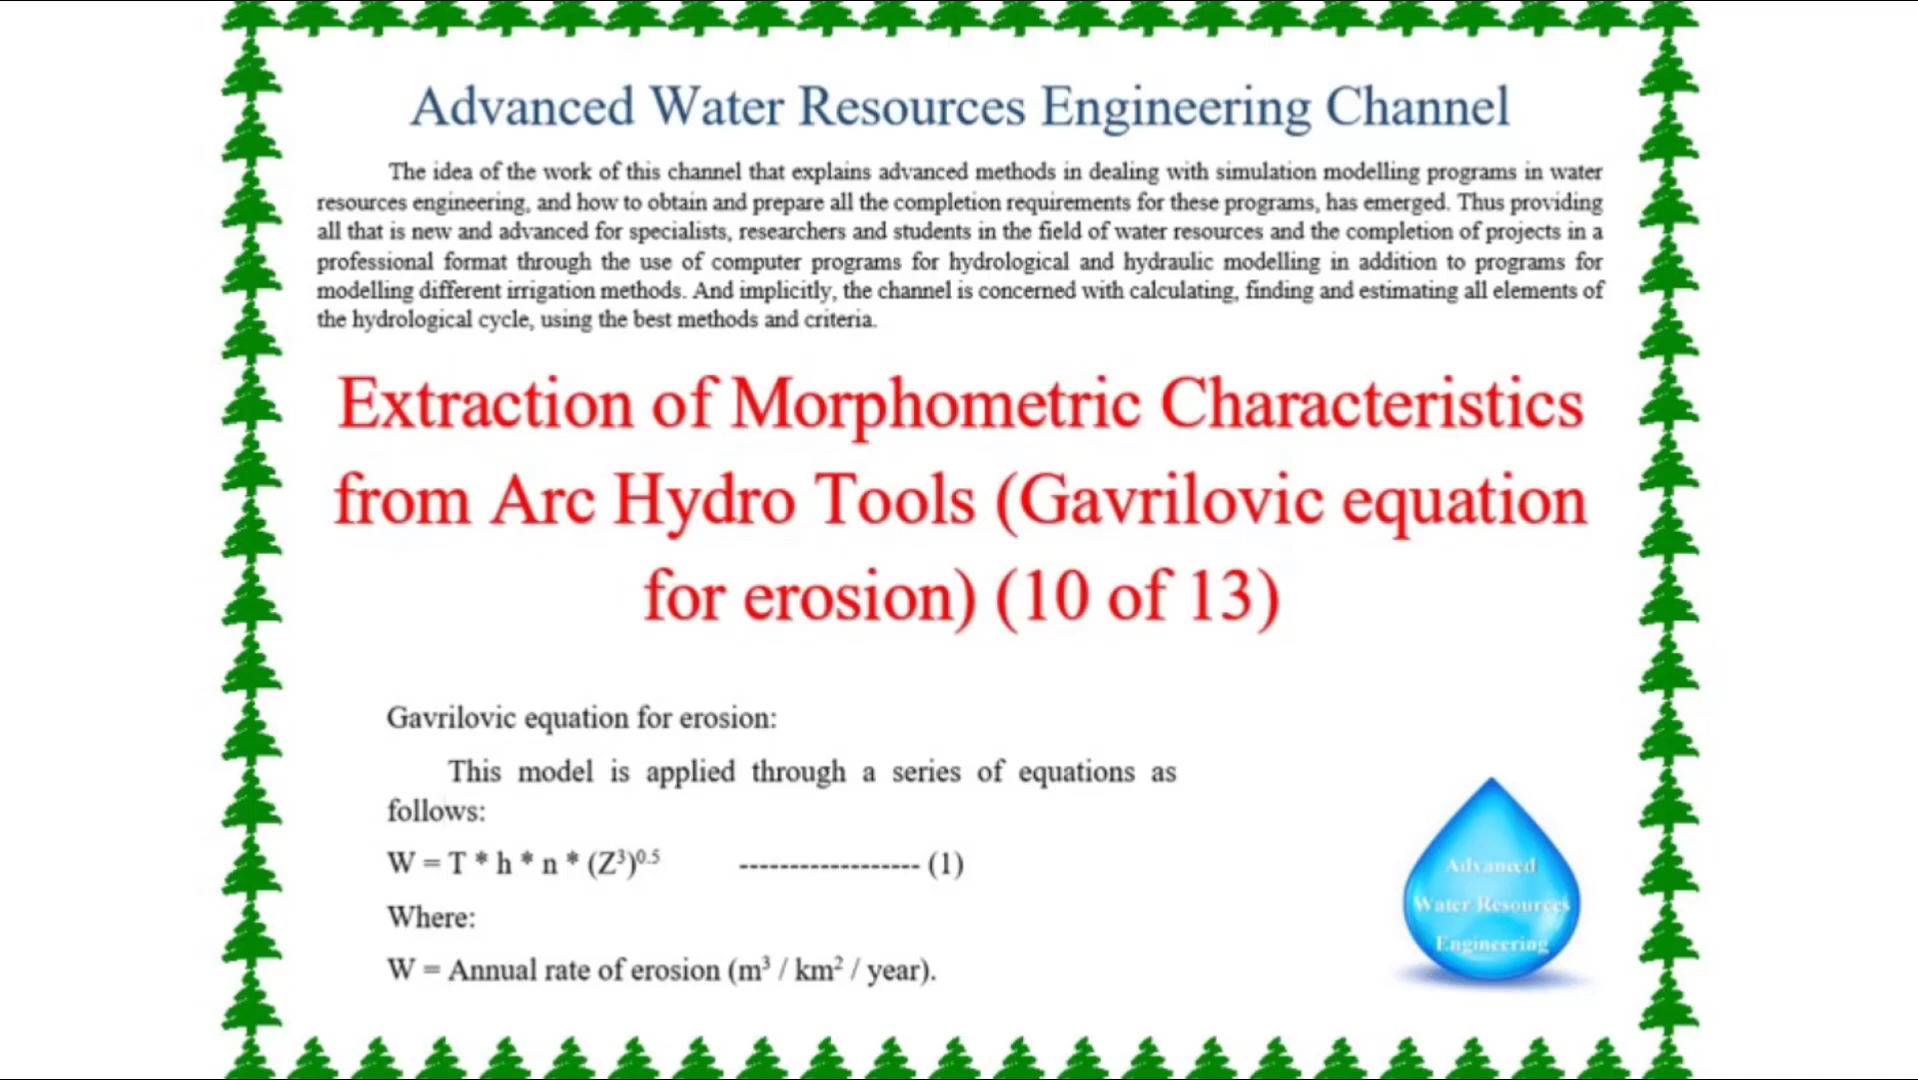 Advanced Water Resources Engineering Channel
The idea of the work of this channel that explains advanced methods in dealing with simulation modelling programs in water
resources engineering, and how to obtain and prepare all the completion requirements for these programs, has emerged. Thus providing
all that is new and advanced for specialists, researchers and students in the field of water resources and the completion of projects in a
professional format through the use of computer programs for hydrological and hydraulic modelling in addition to programs for
modelling different irrigation methods. And implicitly, the channel is concerned with calculating, finding and estimating all elements of
the hydrological cycle, using the best methods and criteria.
Extraction of Morphometric Characteristics
from Arc Hydro Tools (Gavrilovic equation
for erosion) (10 of 13)
Gavrilovic equation for erosion:
This model is applied through a series of equations as
follows:
W = T * h * n * (Z³)⁰·⁵ ------------------ (1)
Where:
W = Annual rate of erosion (m³ / km² / year).
Advanced
Water Resources
Engineering